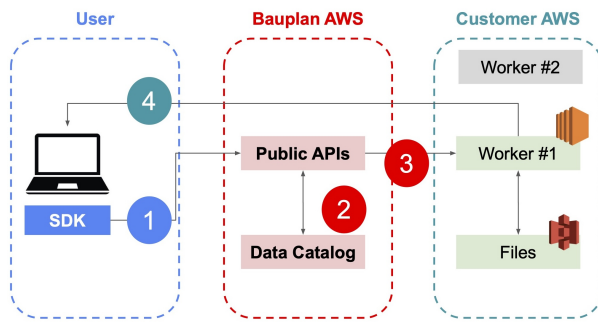 User
Bauplan AWS
Customer AWS
Worker #2
4
Public APIs
3
Worker #1
SDK
1
2
Data Catalog
Files